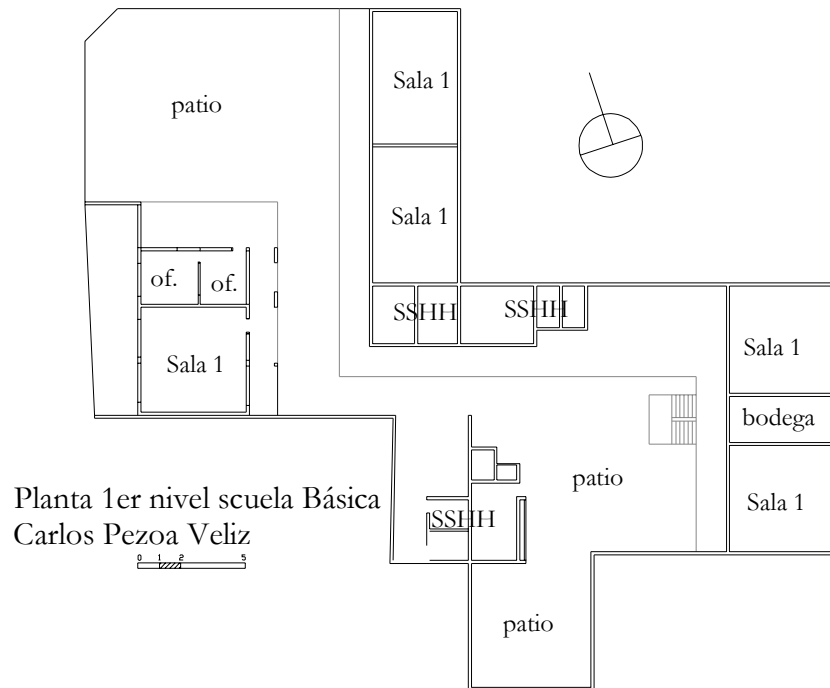 Sala 1
patio
Sala 1
of.
of.
SSHH
SSHH
Sala 1
Sala 1
bodega
patio
Sala 1
Planta 1er nivel scuela Básica
Carlos Pezoa Veliz
SSHH
0 1 2 5
patio